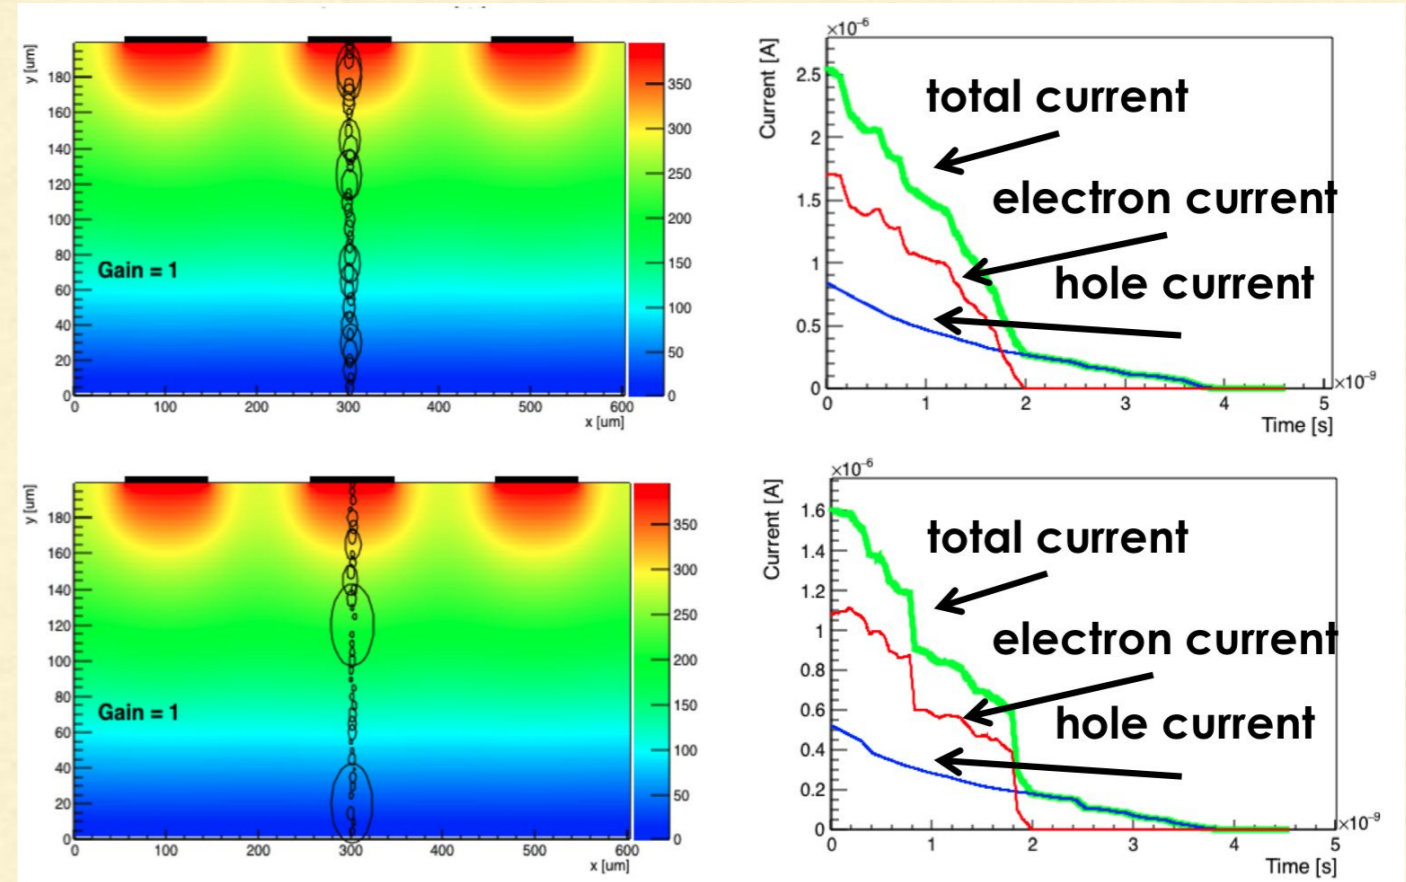 y [um]
180
160
140
120
100
80
60
40
20
0
Gain = 1
0 100 200 300 400 500 600
x [um]
350
300
250
200
150
100
50
0
×10⁻⁶
Current [A]
2.5
2
1.5
1
0.5
0
total current
electron current
hole current
0 1 2 3 4 5
×10⁻⁹
Time [s]
y [um]
180
160
140
120
100
80
60
40
20
0
Gain = 1
0 100 200 300 400 500 600
x [um]
350
300
250
200
150
100
50
0
×10⁻⁶
Current [A]
1.6
1.4
1.2
1
0.8
0.6
0.4
0.2
0
total current
electron current
hole current
0 1 2 3 4 5
×10⁻⁹
Time [s]